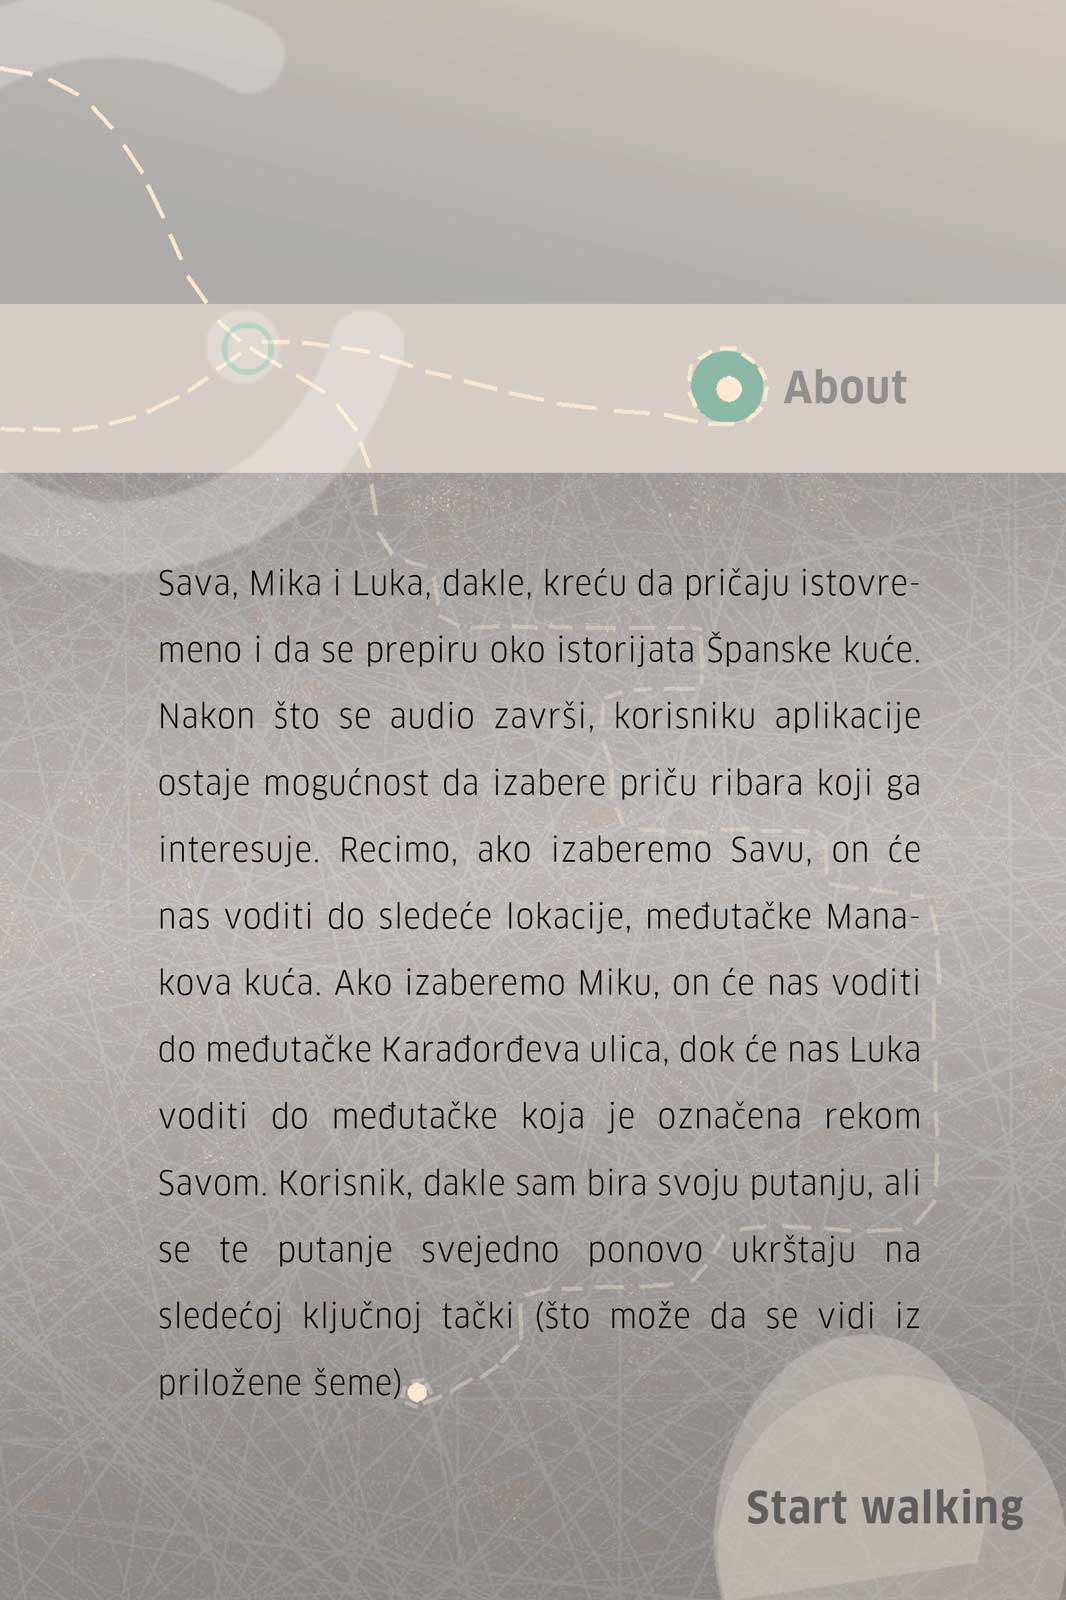 About
Sava, Mika i Luka, dakle, kreću da pričaju istovre-
meno i da se prepiru oko istorijata Španske kuće.
Nakon što se audio završi, korisniku aplikacije
ostaje mogućnost da izabere priču ribara koji ga
interesuje. Recimo, ako izaberemo Savu, on će
nas voditi do sledeće lokacije, međutačke Mana-
kova kuća. Ako izaberemo Miku, on će nas voditi
do međutačke Karađorđeva ulica, dok će nas Luka
voditi do međutačke koja je označena rekom
Savom. Korisnik, dakle sam bira svoju putanju, ali
se te putanje svejedno ponovo ukrštaju na
sledećoj ključnoj tački (što može da se vidi iz
priložene šeme)
Start walking